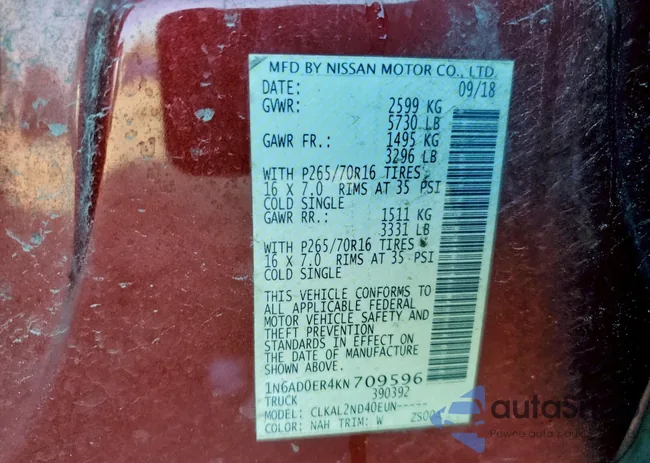 MFD BY NISSAN MOTOR CO., LTD.
DATE: 09/18
GVWR: 2599 KG
5730 LB
GAWR FR.: 1495 KG
3296 LB
WITH P265/70R16 TIRES
16 X 7.0 RIMS AT 35 PSI
COLD SINGLE
GAWR RR.: 1511 KG
3331 LB
WITH P265/70R16 TIRES
16 X 7.0 RIMS AT 35 PSI
COLD SINGLE
THIS VEHICLE CONFORMS TO
ALL APPLICABLE FEDERAL
MOTOR VEHICLE SAFETY AND
THEFT PREVENTION
STANDARDS IN EFFECT ON
THE DATE OF MANUFACTURE
SHOWN ABOVE.
1N6AD0ER4KN709596
TRUCK 390392
MODEL: CLKAL2ND40EUN-----
COLOR: NAH TRIM: W